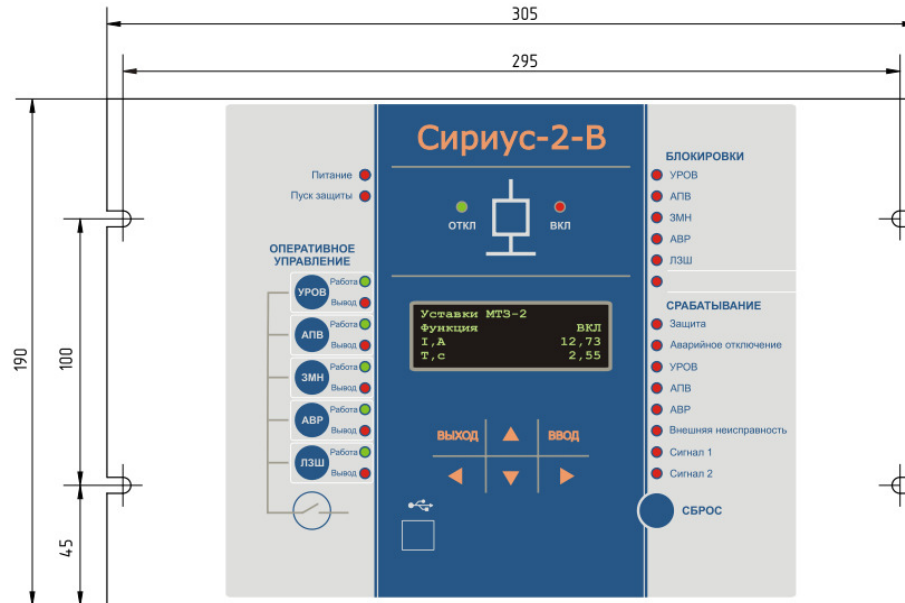 305
295
190
100
45
Сириус-2-В
Питание
Пуск защиты
ОТКЛ
ВКЛ
ОПЕРАТИВНОЕ
УПРАВЛЕНИЕ
УРОВ
Работа
Вывод
АПВ
Работа
Вывод
ЗМН
Работа
Вывод
АВР
Работа
Вывод
ЛЗШ
Работа
Вывод
Уставки МТЗ-2
Функция ВКЛ
I,А 12,73
Т,с 2,55
ВЫХОД
ВВОД
БЛОКИРОВКИ
УРОВ
АПВ
ЗМН
АВР
ЛЗШ
СРАБАТЫВАНИЕ
Защита
Аварийное отключение
УРОВ
АПВ
АВР
Внешняя неисправность
Сигнал 1
Сигнал 2
СБРОС